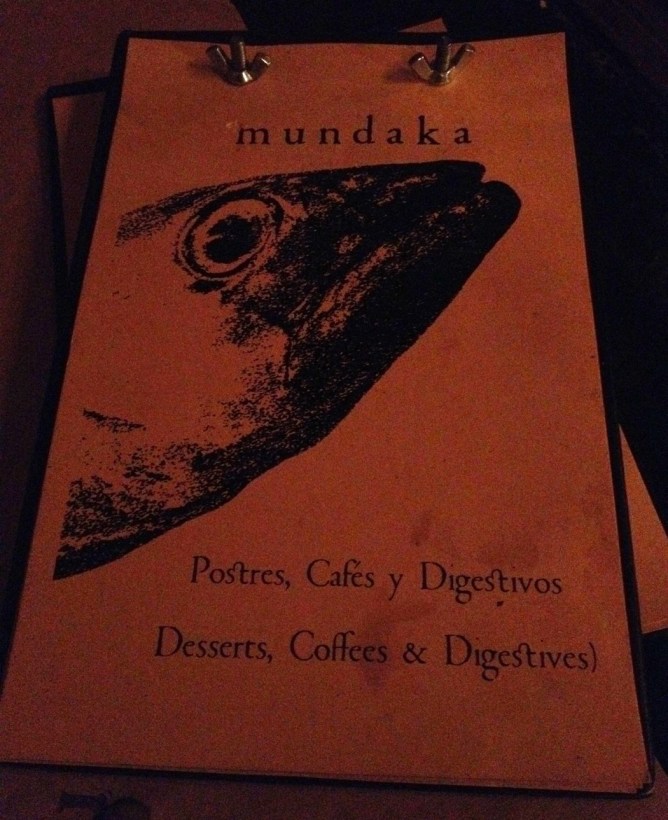 mundaka
Postres, Cafés y Digestivos
Desserts, Coffees & Digestives)